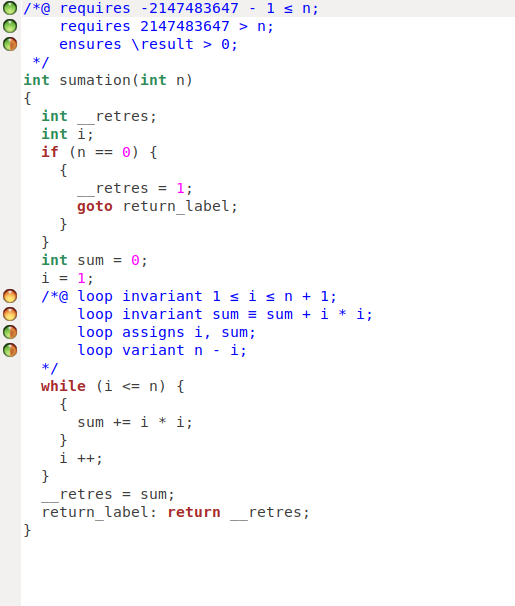 /*@ requires -2147483647 - 1 ≤ n;
    requires 2147483647 > n;
    ensures \result > 0;
 */
int sumation(int n)
{
  int __retres;
  int i;
  if (n == 0) {
    {
      __retres = 1;
      goto return_label;
    }
  }
  int sum = 0;
  i = 1;
  /*@ loop invariant 1 ≤ i ≤ n + 1;
      loop invariant sum ≡ sum + i * i;
      loop assigns i, sum;
      loop variant n - i;
  */
  while (i <= n) {
    {
      sum += i * i;
    }
    i ++;
  }
  __retres = sum;
  return_label: return __retres;
}